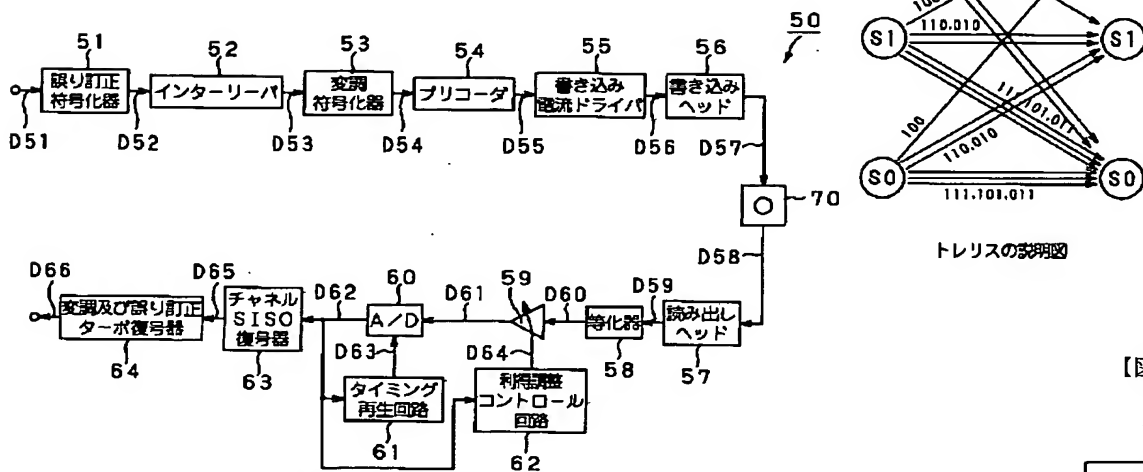 50
51
52
53
54
55
56
誤り訂正
符号化器
インターリーバ
変調
符号化器
プリコーダ
書き込み
電流ドライバ
書き込み
ヘッド
D51
D52
D53
D54
D55
D56
D57
70
D58
D66
D65
D62
60
D61
59
D60
D59
変調及び誤り訂正
ターボ復号器
チャネル
SISO
復号器
A/D
等化器
読み出し
ヘッド
64
63
D63
D64
58
57
タイミング
再生回路
利得調整
コントロール
回路
61
62
S1
110,010
S1
111,101,011
100
110,010
S0
S0
111,101,011
トレリスの説明図